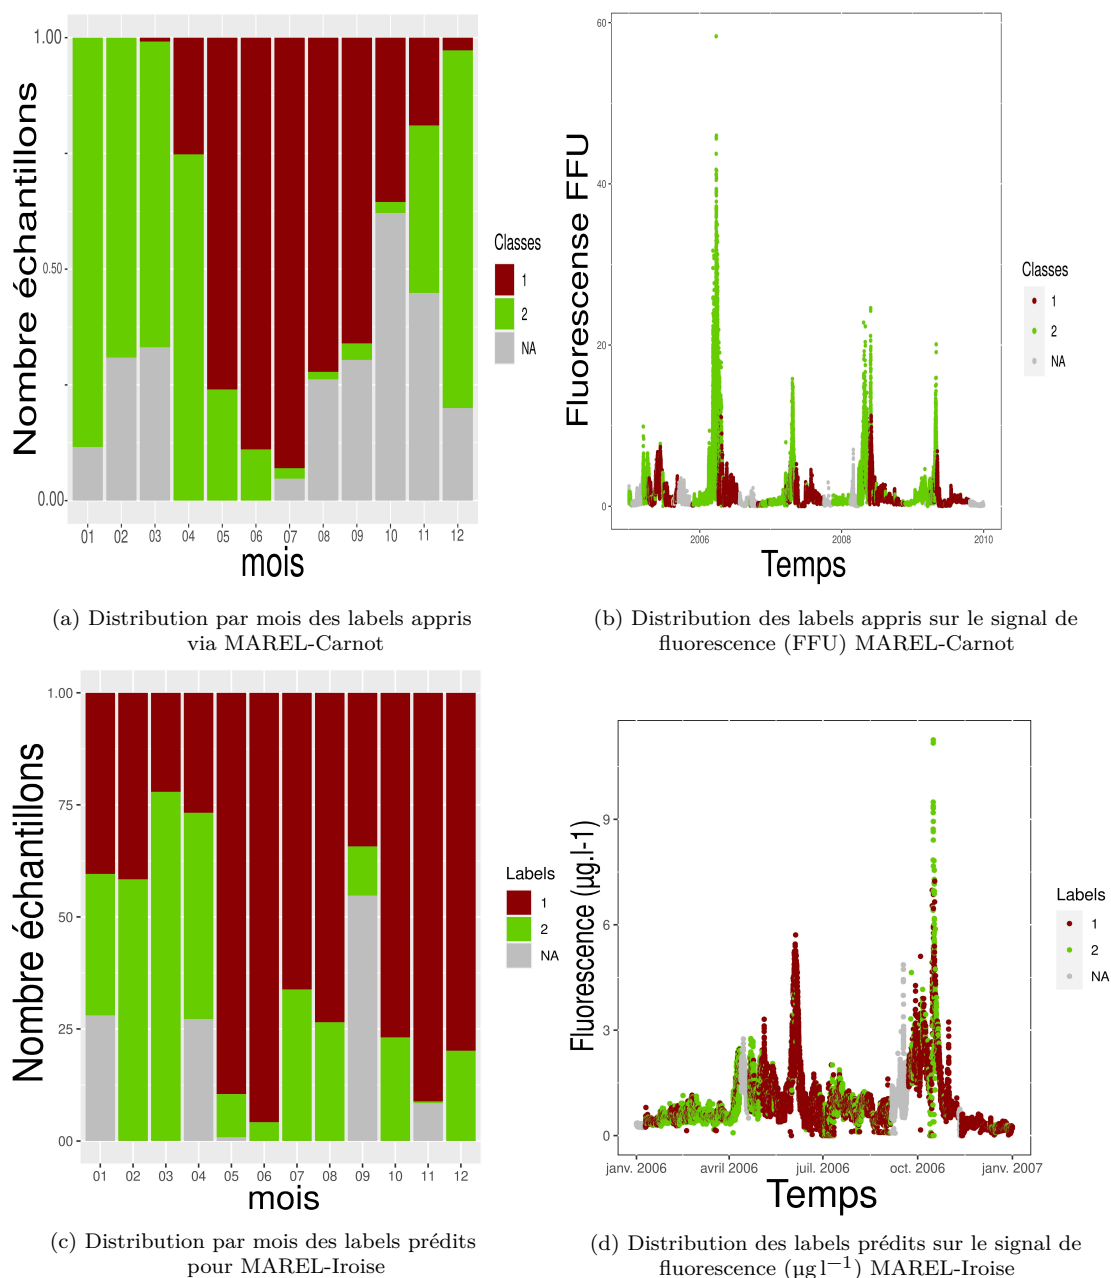 1.00
0.50
0.00
Nombre échantillons
01 02 03 04 05 06 07 08 09 10 11 12
mois
Classes
1
2
NA
60
40
20
0
Fluorescense FFU
2006 2008 2010
Temps
Classes
1
2
NA
(a) Distribution par mois des labels appris
via MAREL-Carnot
(b) Distribution des labels appris sur le signal de
fluorescence (FFU) MAREL-Carnot
1.00
75
50
25
00
Nombre échantillons
01 02 03 04 05 06 07 08 09 10 11 12
mois
Labels
1
2
NA
9
6
3
0
Fluorescence (µg.l-1)
janv. 2006 avril 2006 juil. 2006 oct. 2006 janv. 2007
Temps
Labels
1
2
NA
(c) Distribution par mois des labels prédits
pour MAREL-Iroise
(d) Distribution des labels prédits sur le signal de
fluorescence (µg l−1) MAREL-Iroise